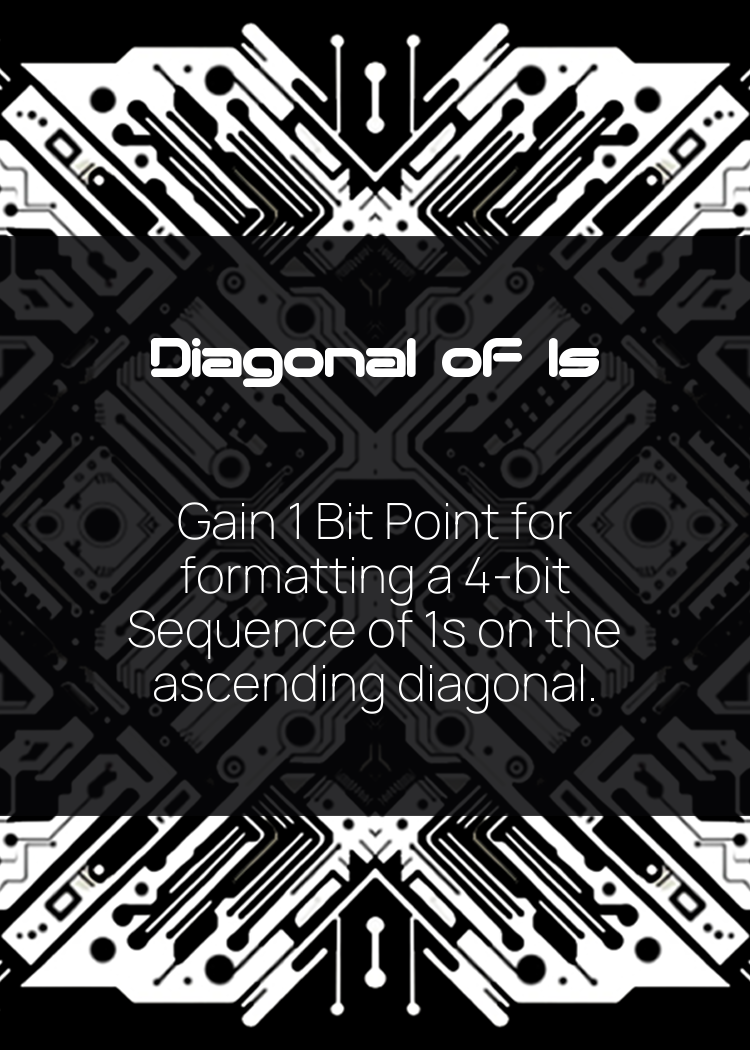 Diagonal of 1s
Gain 1 Bit Point for
formatting a 4-bit
Sequence of 1s on the
ascending diagonal.